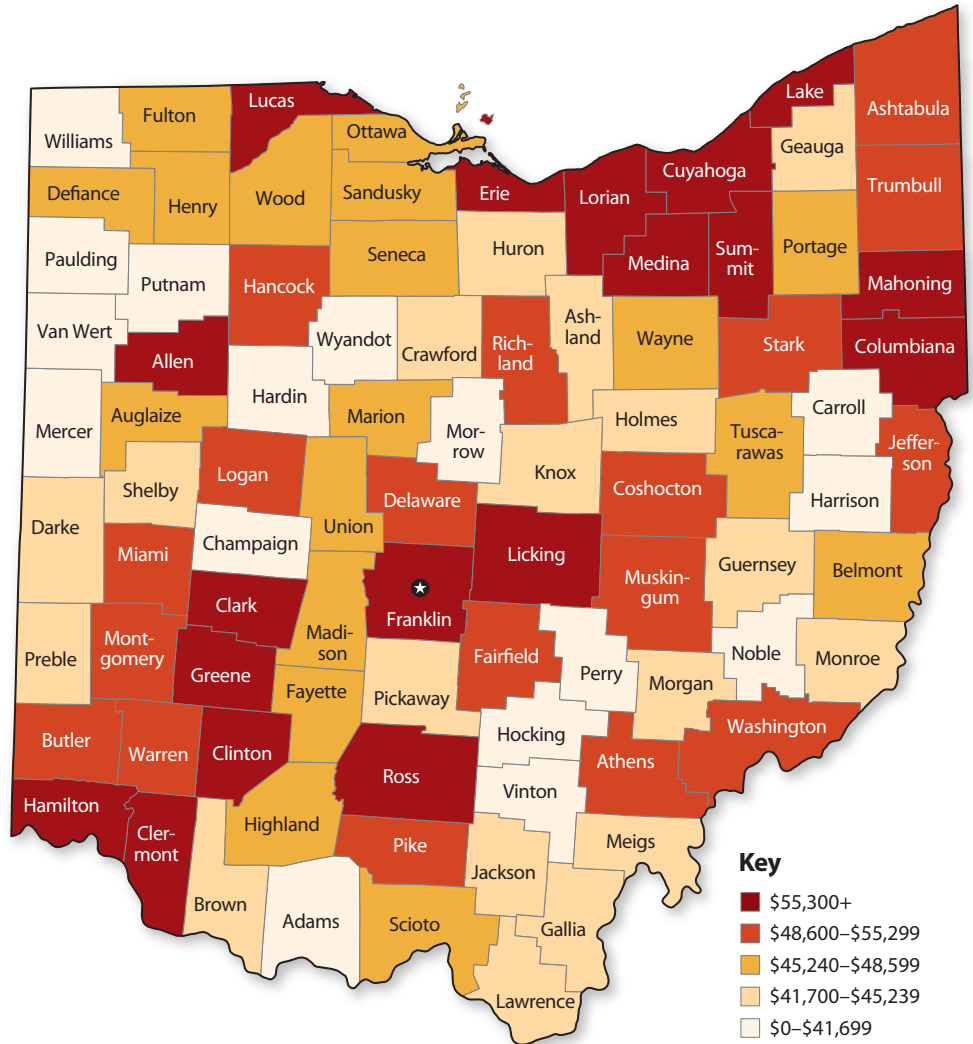 Lucas
Lake
Ashtabula
Fulton
Williams
Ottawa
Geauga
Cuyahoga
Trumbull
Defiance
Henry
Wood
Sandusky
Erie
Lorian
Portage
Huron
Seneca
Medina
Sum-
mit
Paulding
Putnam
Hancock
Mahoning
Van Wert
Allen
Wyandot
Crawford
Rich-
land
Ash-
land
Wayne
Stark
Columbiana
Hardin
Mercer
Auglaize
Marion
Mor-
row
Holmes
Carroll
Tusca-
rawas
Jeffer-
son
Knox
Logan
Shelby
Delaware
Coshocton
Harrison
Darke
Union
Champaign
Miami
Licking
Guernsey
Belmont
Muskin-
gum
Clark
Franklin
Madi-
son
Mont-
gomery
Preble
Fairfield
Noble
Monroe
Perry
Greene
Fayette
Pickaway
Morgan
Washington
Hocking
Butler
Warren
Clinton
Athens
Ross
Vinton
Hamilton
Highland
Cler-
mont
Pike
Meigs
Jackson
Brown
Adams
Scioto
Gallia
Lawrence
Key
$55,300+
$48,600–$55,299
$45,240–$48,599
$41,700–$45,239
$0–$41,699